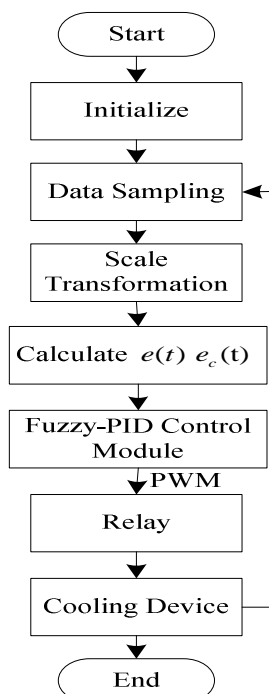 Start
Initialize
Data Sampling
Scale
Transformation
Calculate e(t) e_c(t)
Fuzzy-PID Control
Module
PWM
Relay
Cooling Device
End